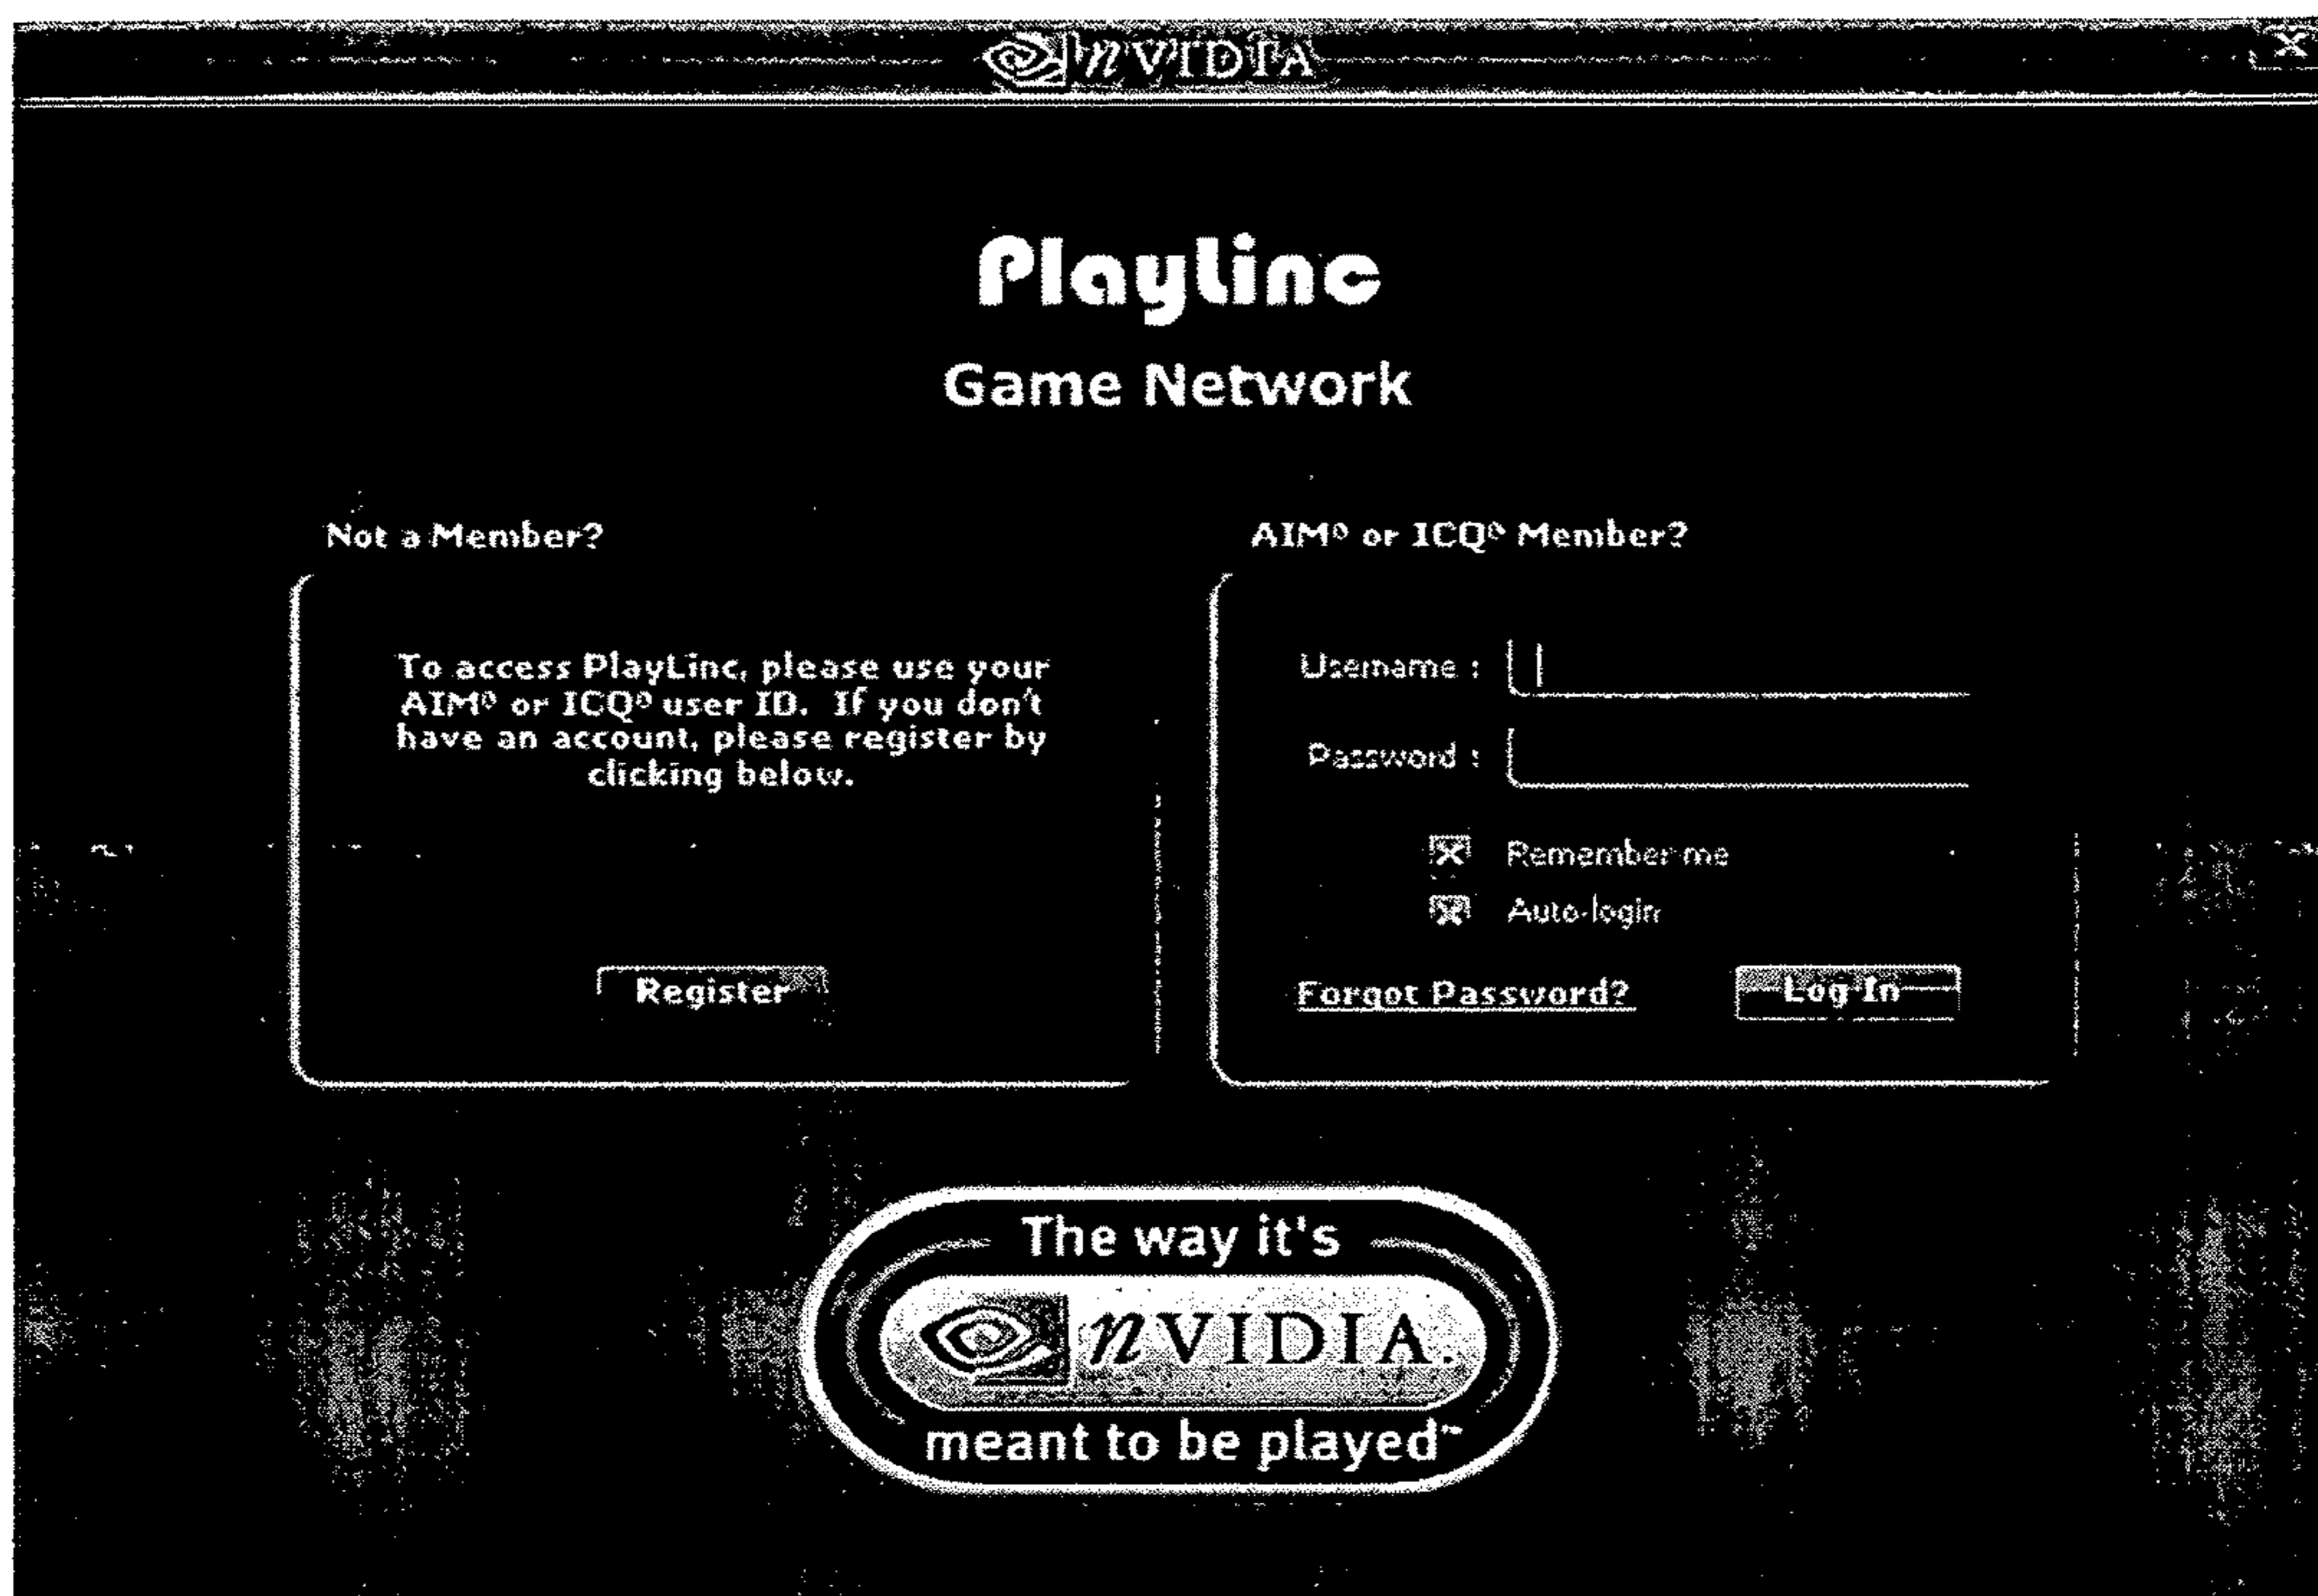 nVIDIA
PlayLinc
Game Network
Not a Member?
To access PlayLinc, please use your
AIM® or ICQ® user ID. If you don't
have an account, please register by
clicking below.
Register
AIM® or ICQ® Member?
Username :
Password :
Remember me
Auto-login
Forgot Password?
Log In
The way it's
nVIDIA.
meant to be played™